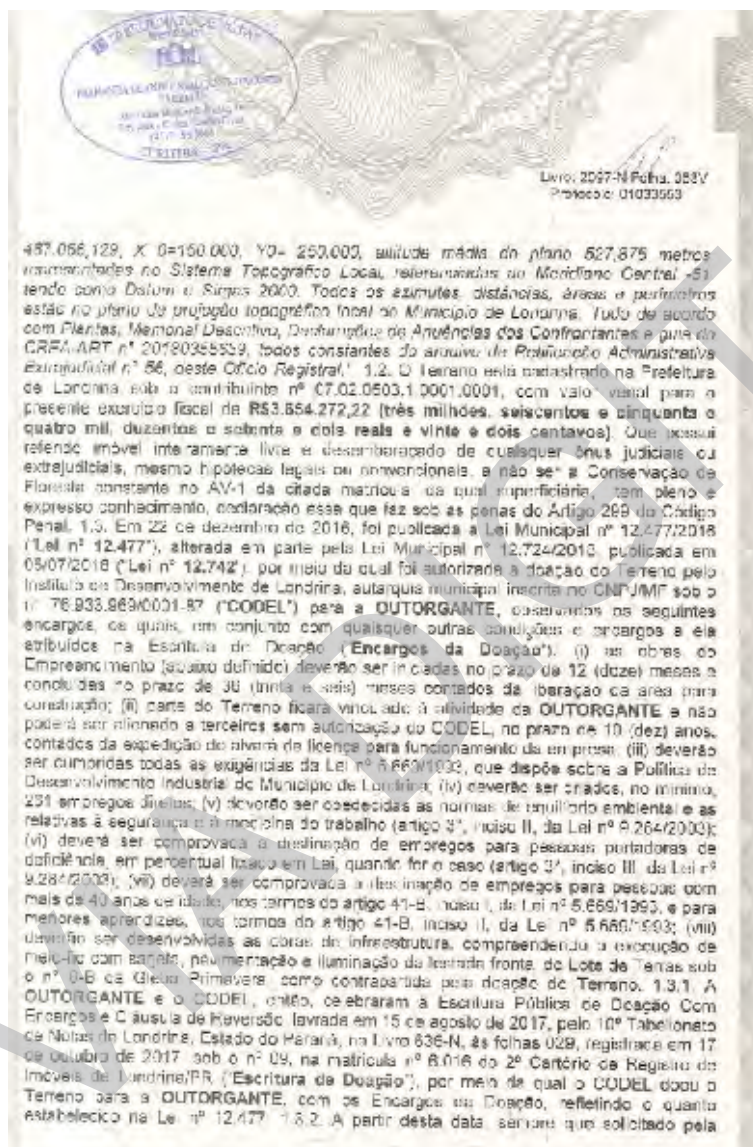 Livro: 2097-N Folha: 058V
Protocolo: 01033553
487.066,129, X 0=150.000, Y0= 250.000, altitude média do plano 527,875 metros
representadas no Sistema Topográfico Local, referenciadas ao Meridiano Central -51
tendo como Datum o Sirgas 2000. Todos os azimutes, distâncias, áreas e perímetros
estão no plano de projeção topográfico local do Município de Londrina. Tudo de acordo
com Plantas, Memorial Descritivo, Declarações de Anuências dos Confrontantes e guia do
CREA-ART nº 20180355539, todos constantes do arquivo de Retificação Administrativa
Extrajudicial nº 56, deste Ofício Registral." 1.2. O Terreno está cadastrado na Prefeitura
de Londrina sob o contribuinte nº 07.02.0503.1.0001.0001, com valor venal para o
presente exercício fiscal de R$3.654.272,22 (três milhões, seiscentos e cinquenta e
quatro mil, duzentos e setenta e dois reais e vinte e dois centavos). Que possui
referido imóvel inteiramente livre e desembaraçado de quaisquer ônus judiciais ou
extrajudiciais, mesmo hipotecas legais ou convencionais, a não ser a Conservação de
Floresta constante no AV-1 da citada matrícula, da qual superficiária tem pleno e
expresso conhecimento, declaração essa que faz sob as penas do Artigo 299 do Código
Penal. 1.3. Em 22 de dezembro de 2016, foi publicada a Lei Municipal nº 12.477/2016
("Lei nº 12.477"), alterada em parte pela Lei Municipal nº 12.724/2018, publicada em
05/07/2018 ("Lei nº 12.742"), por meio da qual foi autorizada a doação do Terreno pelo
Instituto de Desenvolvimento de Londrina, autarquia municipal inscrita no CNPJ/MF sob o
nº 76.933.969/0001-87 ("CODEL") para a OUTORGANTE, observados os seguintes
encargos, os quais, em conjunto com quaisquer outras condições e encargos a ela
atribuídos na Escritura de Doação ("Encargos da Doação"). (i) as obras do
Empreendimento (abaixo definido) deverão ser iniciadas no prazo de 12 (doze) meses e
concluídas no prazo de 36 (trinta e seis) meses contados da liberação da área para
construção; (ii) parte do Terreno ficará vinculado à atividade da OUTORGANTE e não
poderá ser alienado a terceiros sem autorização do CODEL, no prazo de 10 (dez) anos,
contados da expedição do alvará de licença para funcionamento da empresa; (iii) deverão
ser cumpridas todas as exigências da Lei nº 5.669/1993, que dispõe sobre a Política de
Desenvolvimento Industrial do Município de Londrina; (iv) deverão ser criados, no mínimo,
231 empregos diretos; (v) deverão ser obedecidas as normas de equilíbrio ambiental e as
relativas à segurança e à medicina do trabalho (artigo 3º, inciso II, da Lei nº 9.284/2003);
(vi) deverá ser comprovada a destinação de empregos para pessoas portadoras de
deficiência, em percentual fixado em Lei, quando for o caso (artigo 3º, inciso III, da Lei nº
9.284/2003); (vii) deverá ser comprovada a destinação de empregos para pessoas com
mais de 40 anos de idade, nos termos do artigo 41-B, inciso I, da Lei nº 5.669/1993, e para
menores aprendizes, nos termos do artigo 41-B, inciso II, da Lei nº 5.669/1993; (viii)
deverão ser desenvolvidas as obras de infraestrutura, compreendendo a execução de
meio-fio com sarjeta, pavimentação e iluminação da testada frontal do Lote de Terras sob
o nº 0-B da Gleba Primavera, como contrapartida pela doação do Terreno. 1.3.1. A
OUTORGANTE e o CODEL, então, celebraram a Escritura Pública de Doação Com
Encargos e Cláusula de Reversão, lavrada em 15 de agosto de 2017, pelo 10º Tabelionato
de Notas de Londrina, Estado do Paraná, no Livro 636-N, às folhas 029, registrada em 17
de outubro de 2017, sob o nº 09, na matrícula nº 6.016 do 2º Cartório de Registro de
Imóveis de Londrina/PR ("Escritura de Doação"), por meio da qual o CODEL doou o
Terreno para a OUTORGANTE, com os Encargos da Doação, refletindo o quanto
estabelecido na Lei nº 12.477. 1.3.2. A partir desta data, sempre que solicitado pela